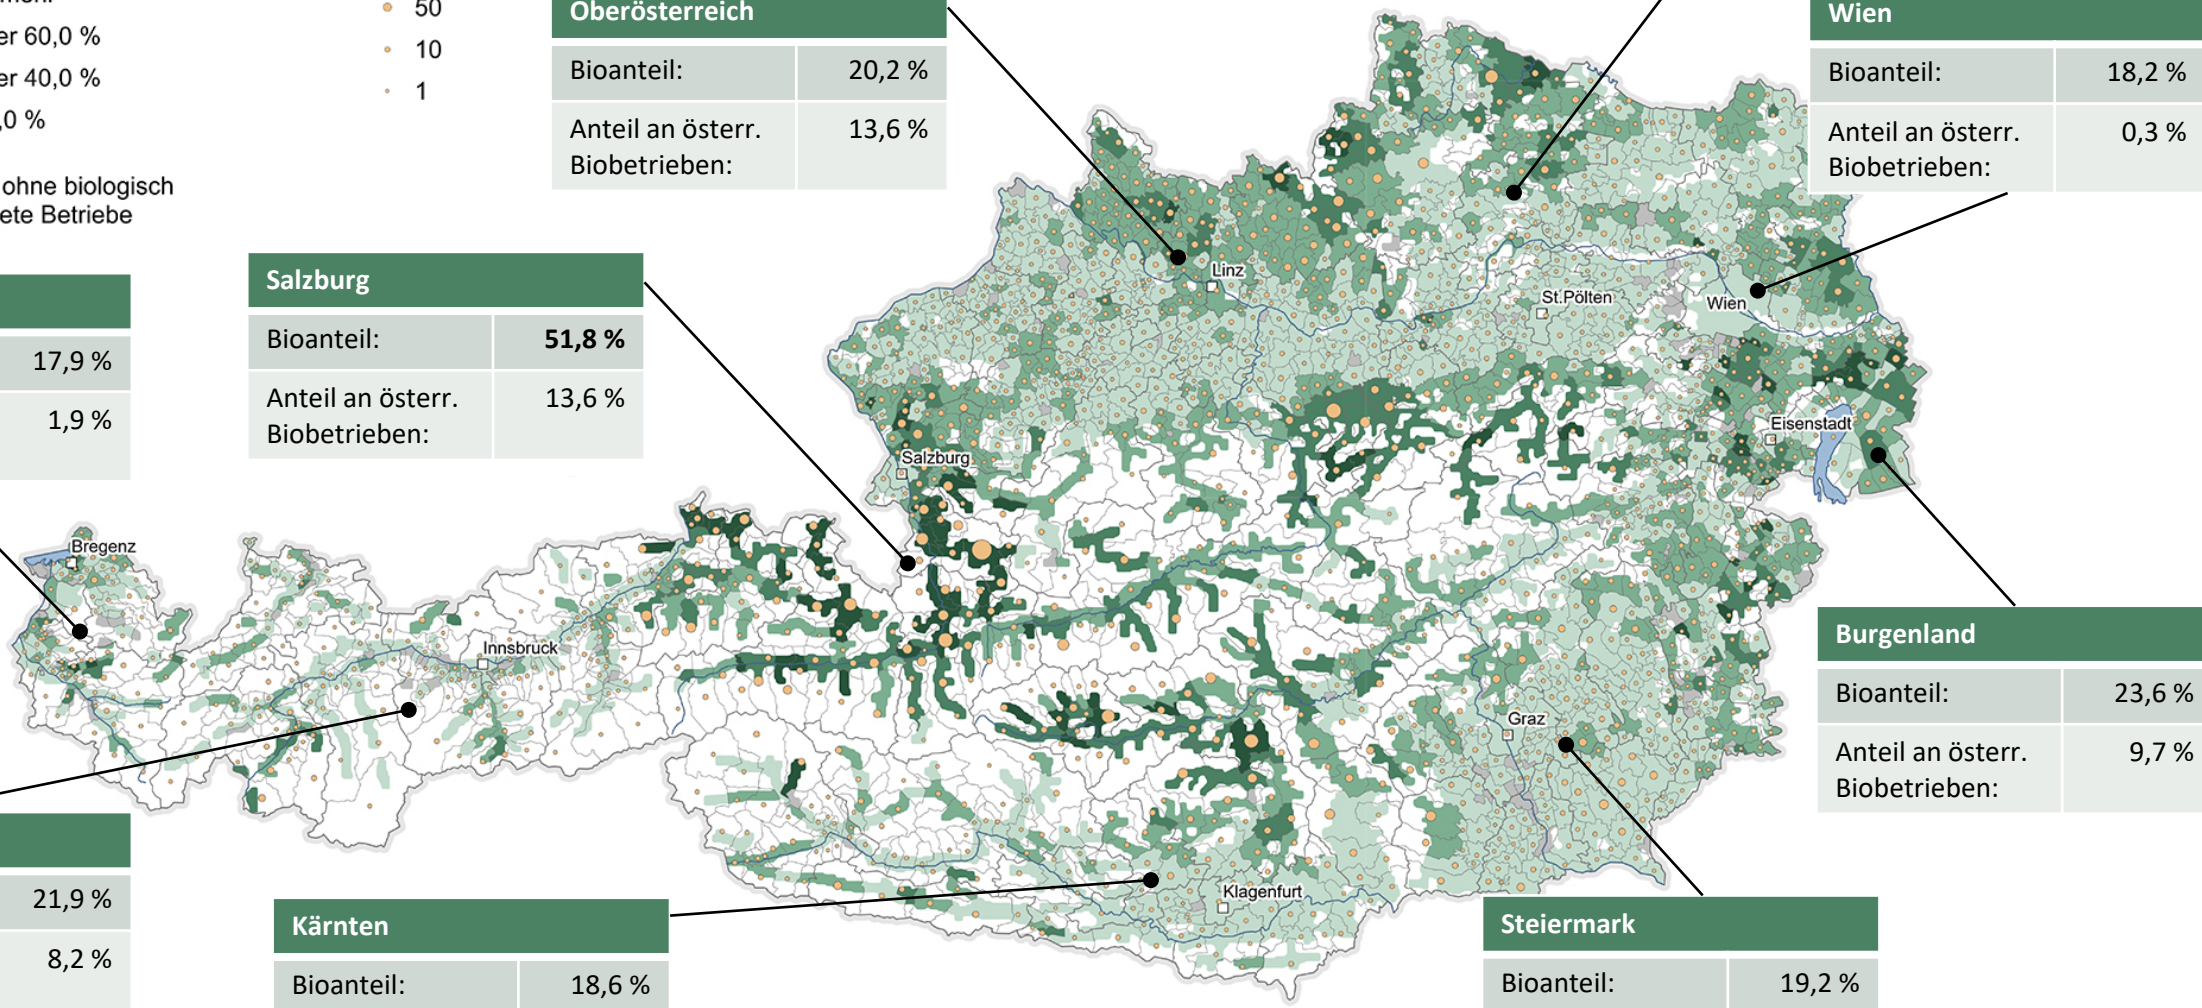 er 60,0 %
er 40,0 %
,0 %
ohne biologisch
ete Betriebe
50
10
1
Oberösterreich
Bioanteil: 20,2 %
Anteil an österr. 13,6 %
Biobetrieben:
Wien
Bioanteil: 18,2 %
Anteil an österr. 0,3 %
Biobetrieben:
Salzburg
Bioanteil: 51,8 %
Anteil an österr. 13,6 %
Biobetrieben:
17,9 %
1,9 %
Linz
St.Pölten
Wien
Eisenstadt
Salzburg
Bregenz
Innsbruck
Graz
Klagenfurt
Burgenland
Bioanteil: 23,6 %
Anteil an österr. 9,7 %
Biobetrieben:
21,9 %
8,2 %
Kärnten
Bioanteil: 18,6 %
Steiermark
Bioanteil: 19,2 %